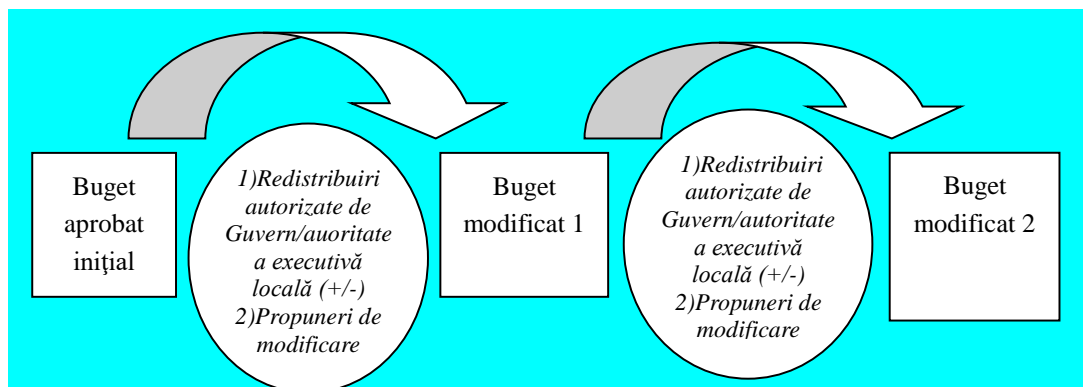 Buget
aprobat
iniţial
1)Redistribuiri
autorizate de
Guvern/auoritate
a executivă
locală (+/-)
2)Propuneri de
modificare
Buget
modificat 1
1)Redistribuiri
autorizate de
Guvern/auoritate
a executivă
locală (+/-)
2)Propuneri de
modificare
Buget
modificat 2